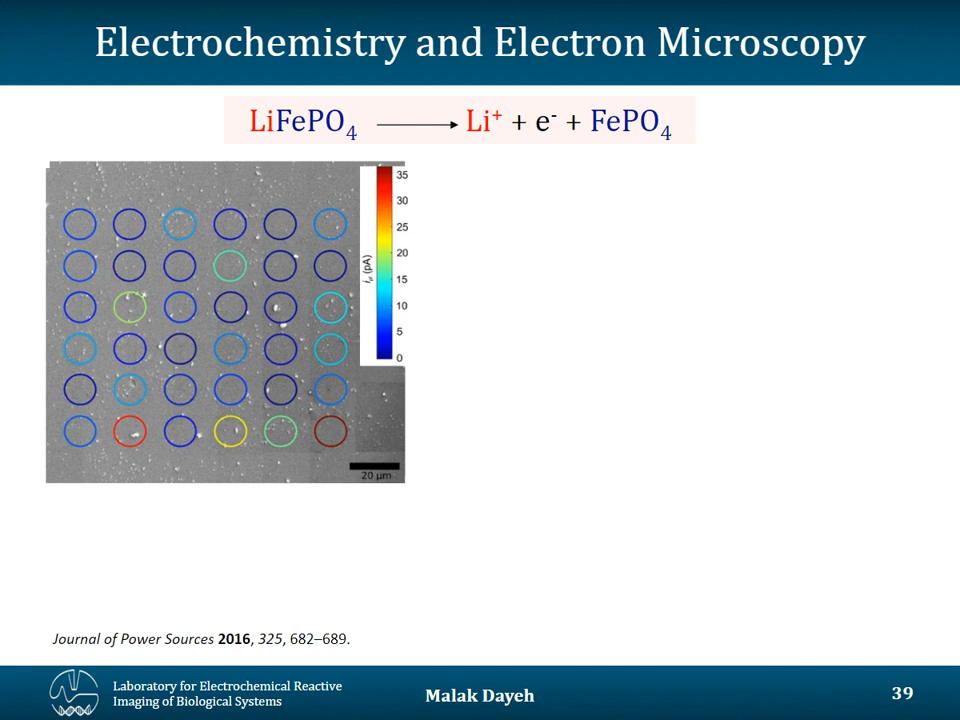 Electrochemistry and Electron Microscopy
LiFePO4 ⟶ Li+ + e- + FePO4
35
30
25
20
15
10
5
0
ipf (pA)
20 µm
Journal of Power Sources 2016, 325, 682–689.
Laboratory for Electrochemical Reactive
Imaging of Biological Systems
Malak Dayeh
39